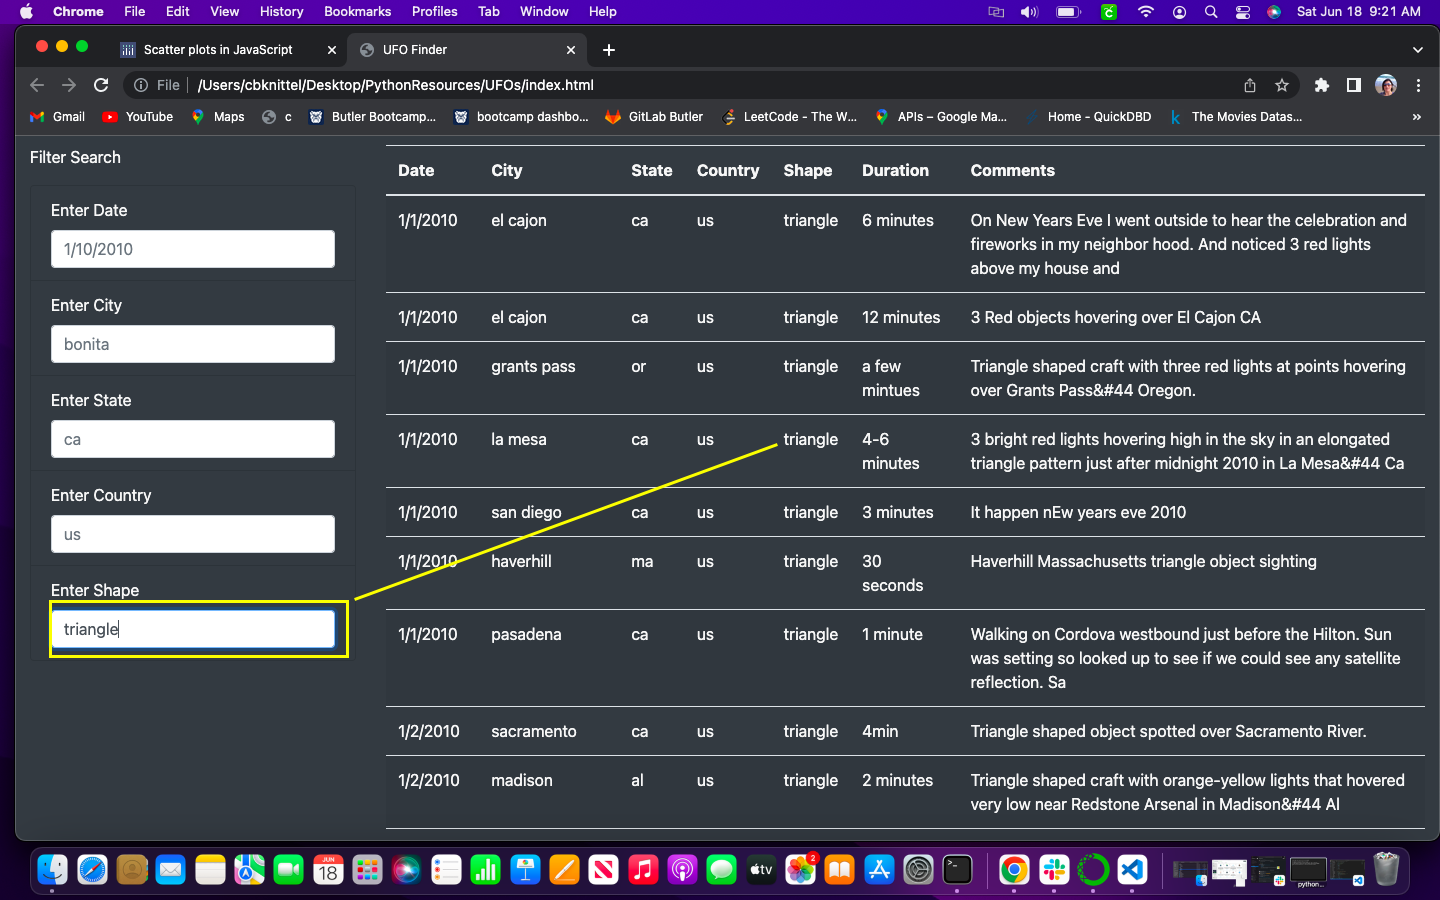 Chrome File Edit View History Bookmarks Profiles Tab Window Help Sat Jun 18 9:21 AM
Scatter plots in JavaScript UFO Finder
File /Users/cbknittel/Desktop/PythonResources/UFOs/index.html
Gmail YouTube Maps c Butler Bootcamp... bootcamp dashbo... GitLab Butler LeetCode - The W... APIs – Google Ma... Home - QuickDBD k The Movies Datas... »
Filter Search
Enter Date
1/10/2010
Enter City
bonita
Enter State
ca
Enter Country
us
Enter Shape
triangle
Date City State Country Shape Duration Comments
1/1/2010 el cajon ca us triangle 6 minutes On New Years Eve I went outside to hear the celebration and
fireworks in my neighbor hood. And noticed 3 red lights
above my house and
1/1/2010 el cajon ca us triangle 12 minutes 3 Red objects hovering over El Cajon CA
1/1/2010 grants pass or us triangle a few Triangle shaped craft with three red lights at points hovering
mintues over Grants Pass&#44 Oregon.
1/1/2010 la mesa ca us triangle 4-6 3 bright red lights hovering high in the sky in an elongated
minutes triangle pattern just after midnight 2010 in La Mesa&#44 Ca
1/1/2010 san diego ca us triangle 3 minutes It happen nEw years eve 2010
1/1/2010 haverhill ma us triangle 30 Haverhill Massachusetts triangle object sighting
seconds
1/1/2010 pasadena ca us triangle 1 minute Walking on Cordova westbound just before the Hilton. Sun
was setting so looked up to see if we could see any satellite
reflection. Sa
1/2/2010 sacramento ca us triangle 4min Triangle shaped object spotted over Sacramento River.
1/2/2010 madison al us triangle 2 minutes Triangle shaped craft with orange-yellow lights that hovered
very low near Redstone Arsenal in Madison&#44 Al
JUN
18
tv
2
python...